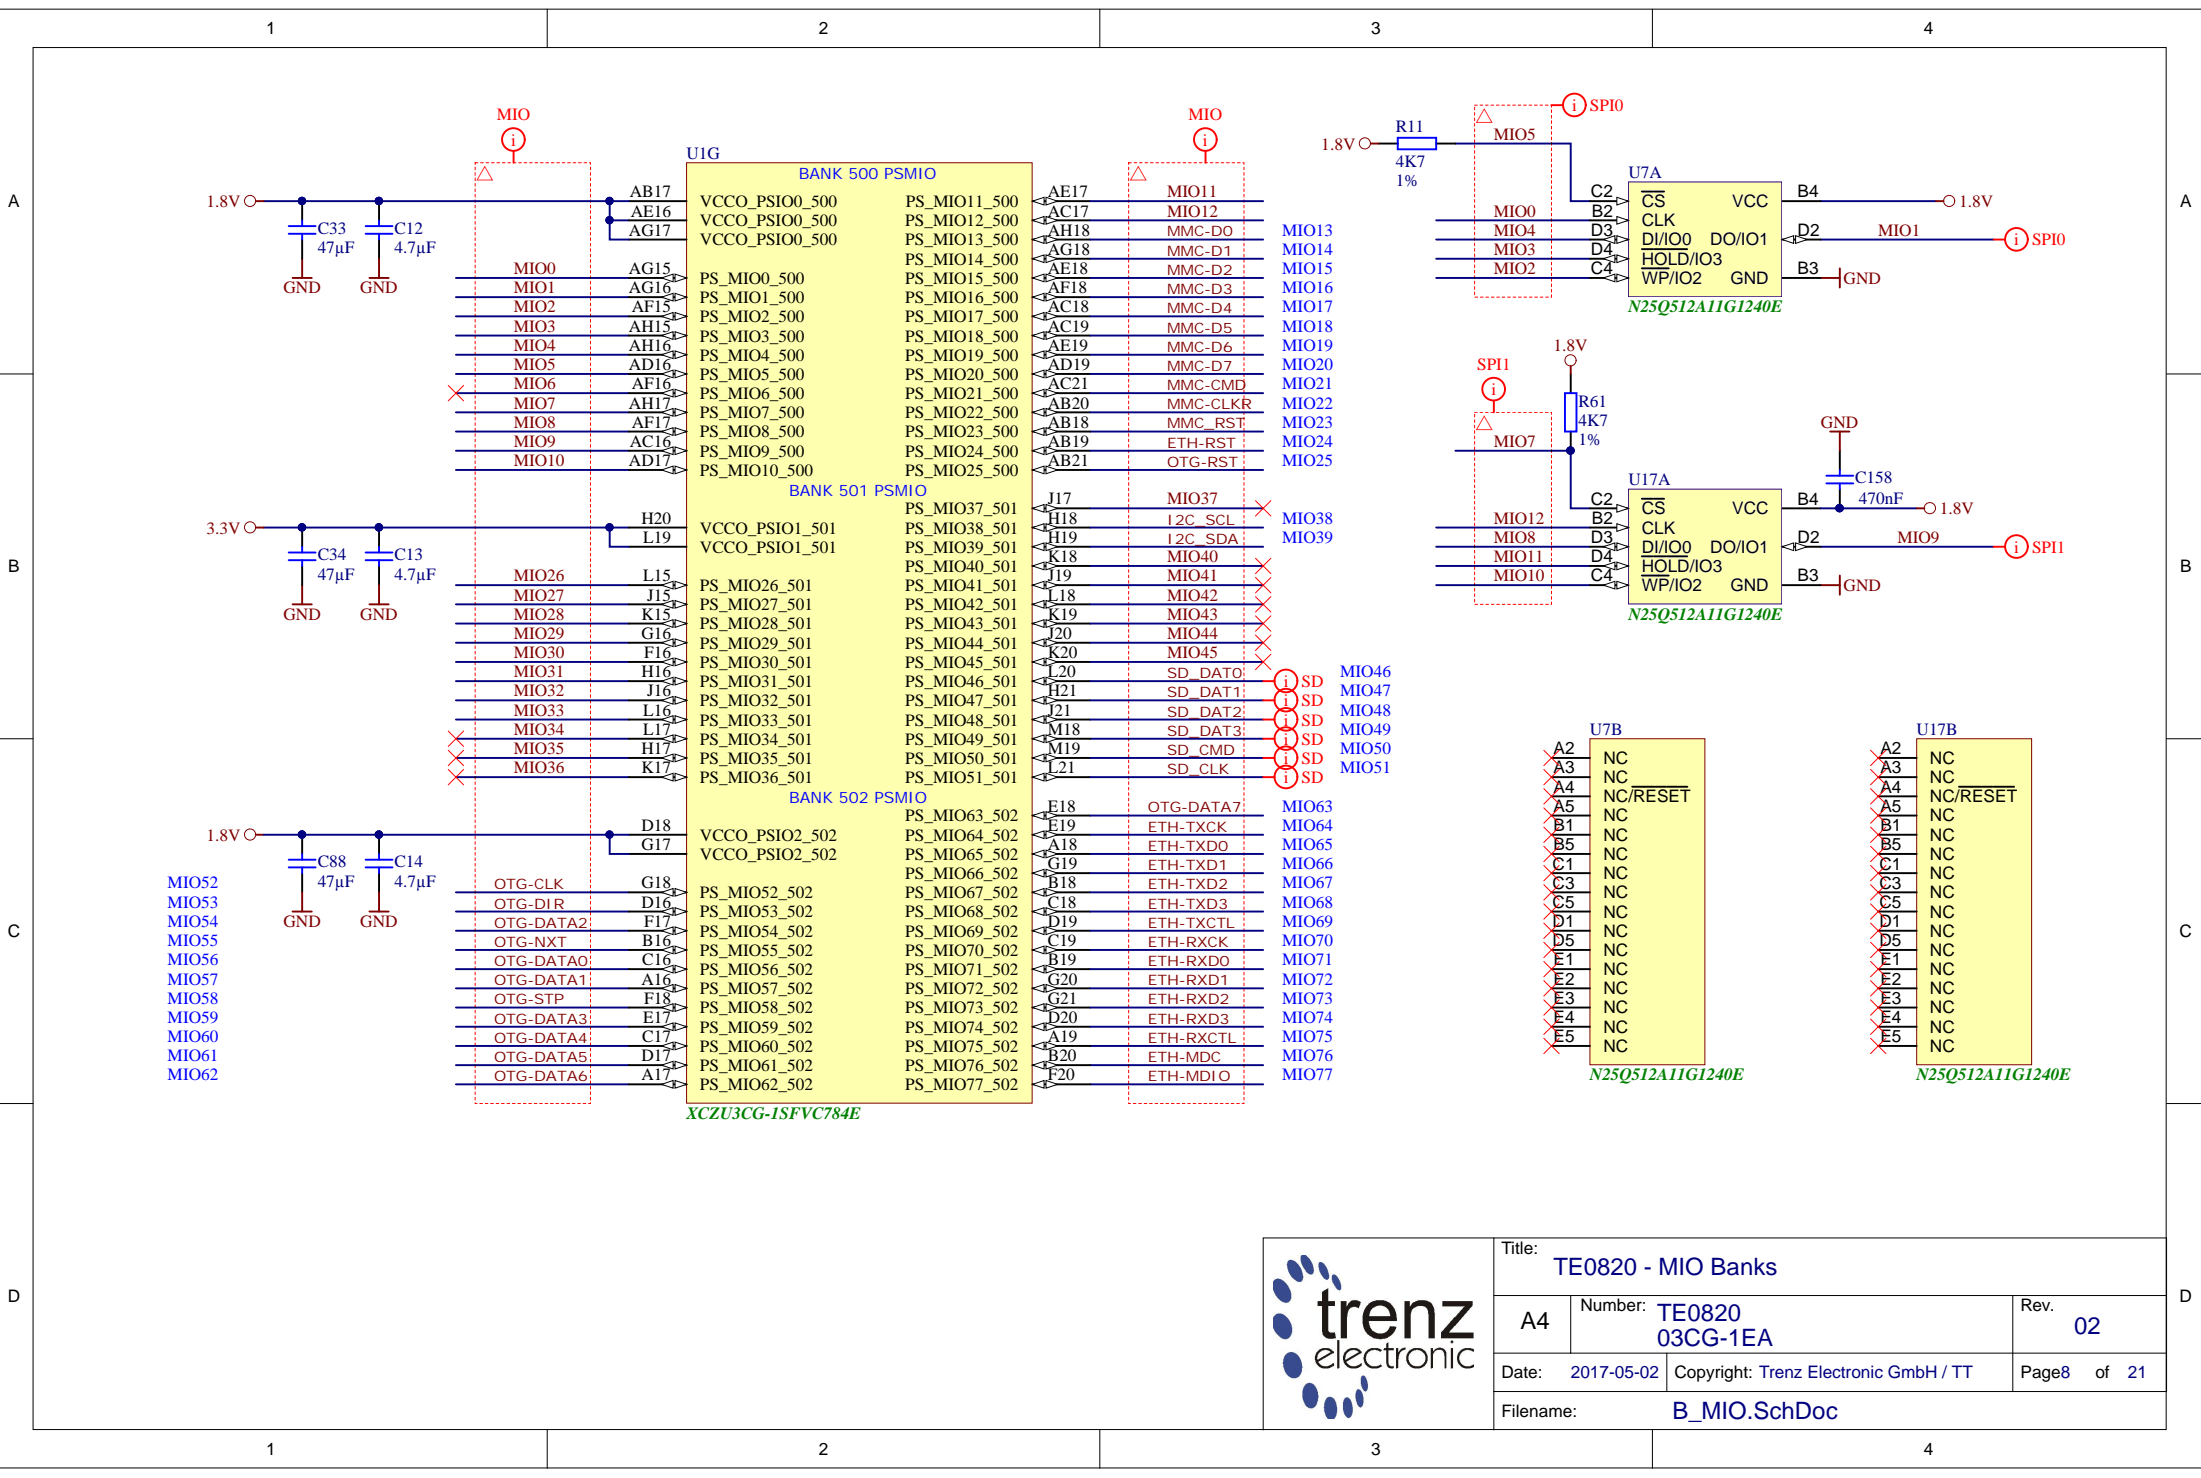 1 2 3 4
A A
B B
C C
D D
1 2 3 4
MIO
1.8V
C33
47µF
C12
4.7µF
GND GND
U1G
BANK 500 PSMIO
AB17 VCCO_PSIO0_500
AE16 VCCO_PSIO0_500
AG17 VCCO_PSIO0_500
MIO0 AG15 PS_MIO0_500
MIO1 AG16 PS_MIO1_500
MIO2 AF15 PS_MIO2_500
MIO3 AH15 PS_MIO3_500
MIO4 AH16 PS_MIO4_500
MIO5 AD16 PS_MIO5_500
MIO6 AF16 PS_MIO6_500
MIO7 AH17 PS_MIO7_500
MIO8 AF17 PS_MIO8_500
MIO9 AC16 PS_MIO9_500
MIO10 AD17 PS_MIO10_500
MIO
PS_MIO11_500 AE17 MIO11
PS_MIO12_500 AC17 MIO12
PS_MIO13_500 AH18 MMC-D0 MIO13
PS_MIO14_500 AG18 MMC-D1 MIO14
PS_MIO15_500 AE18 MMC-D2 MIO15
PS_MIO16_500 AF18 MMC-D3 MIO16
PS_MIO17_500 AC18 MMC-D4 MIO17
PS_MIO18_500 AC19 MMC-D5 MIO18
PS_MIO19_500 AE19 MMC-D6 MIO19
PS_MIO20_500 AD19 MMC-D7 MIO20
PS_MIO21_500 AC21 MMC-CMD MIO21
PS_MIO22_500 AB20 MMC-CLKR MIO22
PS_MIO23_500 AB18 MMC_RST MIO23
PS_MIO24_500 AB19 ETH-RST MIO24
PS_MIO25_500 AB21 OTG-RST MIO25
BANK 501 PSMIO
3.3V
C34
47µF
C13
4.7µF
GND GND
H20 VCCO_PSIO1_501
L19 VCCO_PSIO1_501
MIO26 L15 PS_MIO26_501
MIO27 J15 PS_MIO27_501
MIO28 K15 PS_MIO28_501
MIO29 G16 PS_MIO29_501
MIO30 F16 PS_MIO30_501
MIO31 H16 PS_MIO31_501
MIO32 J16 PS_MIO32_501
MIO33 L16 PS_MIO33_501
MIO34 L17 PS_MIO34_501
MIO35 H17 PS_MIO35_501
MIO36 K17 PS_MIO36_501
PS_MIO37_501 J17 MIO37
PS_MIO38_501 H18 I2C_SCL MIO38
PS_MIO39_501 H19 I2C_SDA MIO39
PS_MIO40_501 K18 MIO40
PS_MIO41_501 J19 MIO41
PS_MIO42_501 L18 MIO42
PS_MIO43_501 K19 MIO43
PS_MIO44_501 J20 MIO44
PS_MIO45_501 K20 MIO45
PS_MIO46_501 L20 SD_DAT0 i SD MIO46
PS_MIO47_501 H21 SD_DAT1 i SD MIO47
PS_MIO48_501 J21 SD_DAT2 i SD MIO48
PS_MIO49_501 M18 SD_DAT3 i SD MIO49
PS_MIO50_501 M19 SD_CMD i SD MIO50
PS_MIO51_501 L21 SD_CLK i SD MIO51
BANK 502 PSMIO
1.8V
C88
47µF
C14
4.7µF
GND GND
D18 VCCO_PSIO2_502
G17 VCCO_PSIO2_502
MIO52 OTG-CLK G18 PS_MIO52_502
MIO53 OTG-DIR D16 PS_MIO53_502
MIO54 OTG-DATA2 F17 PS_MIO54_502
MIO55 OTG-NXT B16 PS_MIO55_502
MIO56 OTG-DATA0 C16 PS_MIO56_502
MIO57 OTG-DATA1 A16 PS_MIO57_502
MIO58 OTG-STP F18 PS_MIO58_502
MIO59 OTG-DATA3 E17 PS_MIO59_502
MIO60 OTG-DATA4 C17 PS_MIO60_502
MIO61 OTG-DATA5 D17 PS_MIO61_502
MIO62 OTG-DATA6 A17 PS_MIO62_502
PS_MIO63_502 E18 OTG-DATA7 MIO63
PS_MIO64_502 E19 ETH-TXCK MIO64
PS_MIO65_502 A18 ETH-TXD0 MIO65
PS_MIO66_502 G19 ETH-TXD1 MIO66
PS_MIO67_502 B18 ETH-TXD2 MIO67
PS_MIO68_502 C18 ETH-TXD3 MIO68
PS_MIO69_502 D19 ETH-TXCTL MIO69
PS_MIO70_502 C19 ETH-RXCK MIO70
PS_MIO71_502 B19 ETH-RXD0 MIO71
PS_MIO72_502 G20 ETH-RXD1 MIO72
PS_MIO73_502 G21 ETH-RXD2 MIO73
PS_MIO74_502 D20 ETH-RXD3 MIO74
PS_MIO75_502 A19 ETH-RXCTL MIO75
PS_MIO76_502 B20 ETH-MDC MIO76
PS_MIO77_502 F20 ETH-MDIO MIO77
XCZU3CG-1SFVC784E
i SPI0
1.8V R11
4K7
1%
MIO5
U7A
C2 CS VCC B4 1.8V
MIO0 B2 CLK
MIO4 D3 DI/IO0 DO/IO1 D2 MIO1 i SPI0
MIO3 D4 HOLD/IO3
MIO2 C4 WP/IO2 GND B3 GND
N25Q512A11G1240E
1.8V
SPI1
i
R61
4K7
1%
MIO7
GND
C158
470nF
U17A
C2 CS VCC B4 1.8V
MIO12 B2 CLK
MIO8 D3 DI/IO0 DO/IO1 D2 MIO9 i SPI1
MIO11 D4 HOLD/IO3
MIO10 C4 WP/IO2 GND B3 GND
N25Q512A11G1240E
U7B
A2 NC
A3 NC
A4 NC/RESET
A5 NC
B1 NC
B5 NC
C1 NC
C3 NC
C5 NC
D1 NC
D5 NC
E1 NC
E2 NC
E3 NC
E4 NC
E5 NC
N25Q512A11G1240E
U17B
A2 NC
A3 NC
A4 NC/RESET
A5 NC
B1 NC
B5 NC
C1 NC
C3 NC
C5 NC
D1 NC
D5 NC
E1 NC
E2 NC
E3 NC
E4 NC
E5 NC
N25Q512A11G1240E
trenz
electronic
Title:
TE0820 - MIO Banks
A4
Number: TE0820
03CG-1EA
Rev.
02
Date: 2017-05-02 Copyright: Trenz Electronic GmbH / TT Page8 of 21
Filename: B_MIO.SchDoc